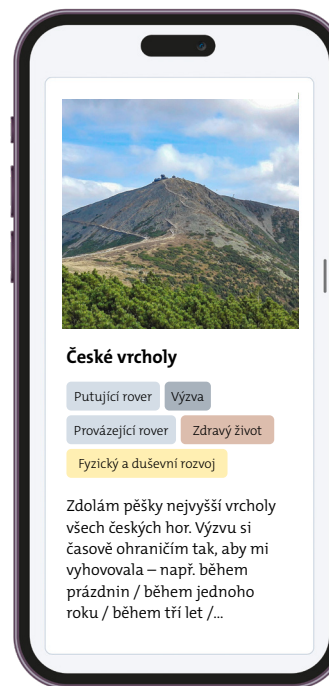 České vrcholy
Putující rover
Výzva
Provázející rover
Zdravý život
Fyzický a duševní rozvoj
Zdolám pěšky nejvyšší vrcholy
všech českých hor. Výzvu si
časově ohraničím tak, aby mi
vyhovovala – např. během
prázdnin / během jednoho
roku / během tří let /...